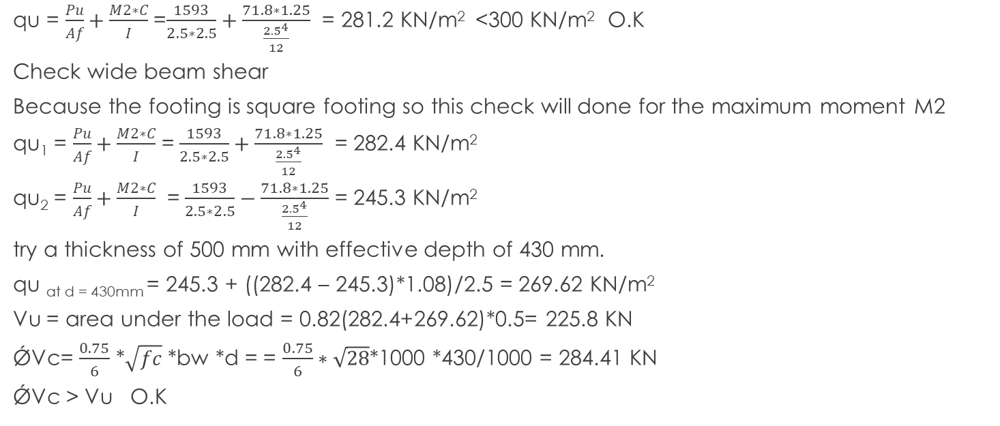 qu = Pu/Af + M2*C/I = 1593/2.5*2.5 + 71.8*1.25/(2.5⁴/12) = 281.2 KN/m² <300 KN/m² O.K
Check wide beam shear
Because the footing is square footing so this check will done for the maximum moment M2
qu₁ = Pu/Af + M2*C/I = 1593/2.5*2.5 + 71.8*1.25/(2.5⁴/12) = 282.4 KN/m²
qu₂ = Pu/Af + M2*C/I = 1593/2.5*2.5 − 71.8*1.25/(2.5⁴/12) = 245.3 KN/m²
try a thickness of 500 mm with effective depth of 430 mm.
qu at d = 430mm = 245.3 + ((282.4 – 245.3)*1.08)/2.5 = 269.62 KN/m²
Vu = area under the load = 0.82(282.4+269.62)*0.5= 225.8 KN
ǾVc= 0.75/6 *√fc *bw *d = = 0.75/6 * √28*1000 *430/1000 = 284.41 KN
ǾVc > Vu O.K